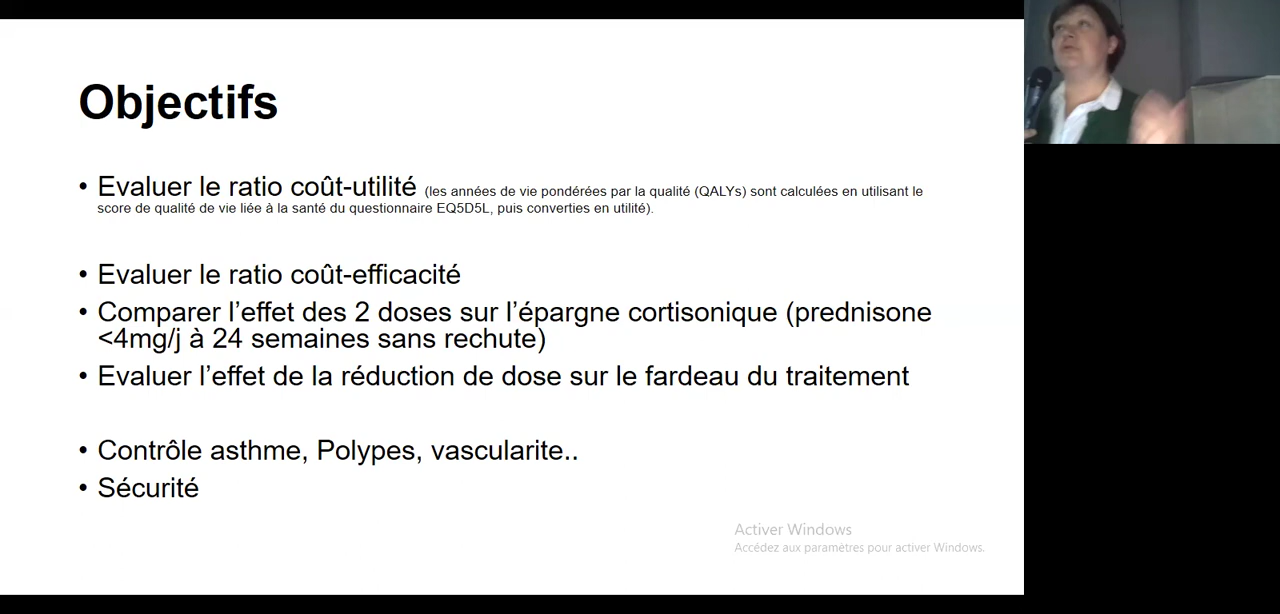 Objectifs
• Evaluer le ratio coût-utilité (les années de vie pondérées par la qualité (QALYs) sont calculées en utilisant le
score de qualité de vie liée à la santé du questionnaire EQ5D5L, puis converties en utilité).
• Evaluer le ratio coût-efficacité
• Comparer l’effet des 2 doses sur l’épargne cortisonique (prednisone
<4mg/j à 24 semaines sans rechute)
• Evaluer l’effet de la réduction de dose sur le fardeau du traitement
• Contrôle asthme, Polypes, vascularite..
• Sécurité
Activer Windows
Accédez aux paramètres pour activer Windows.